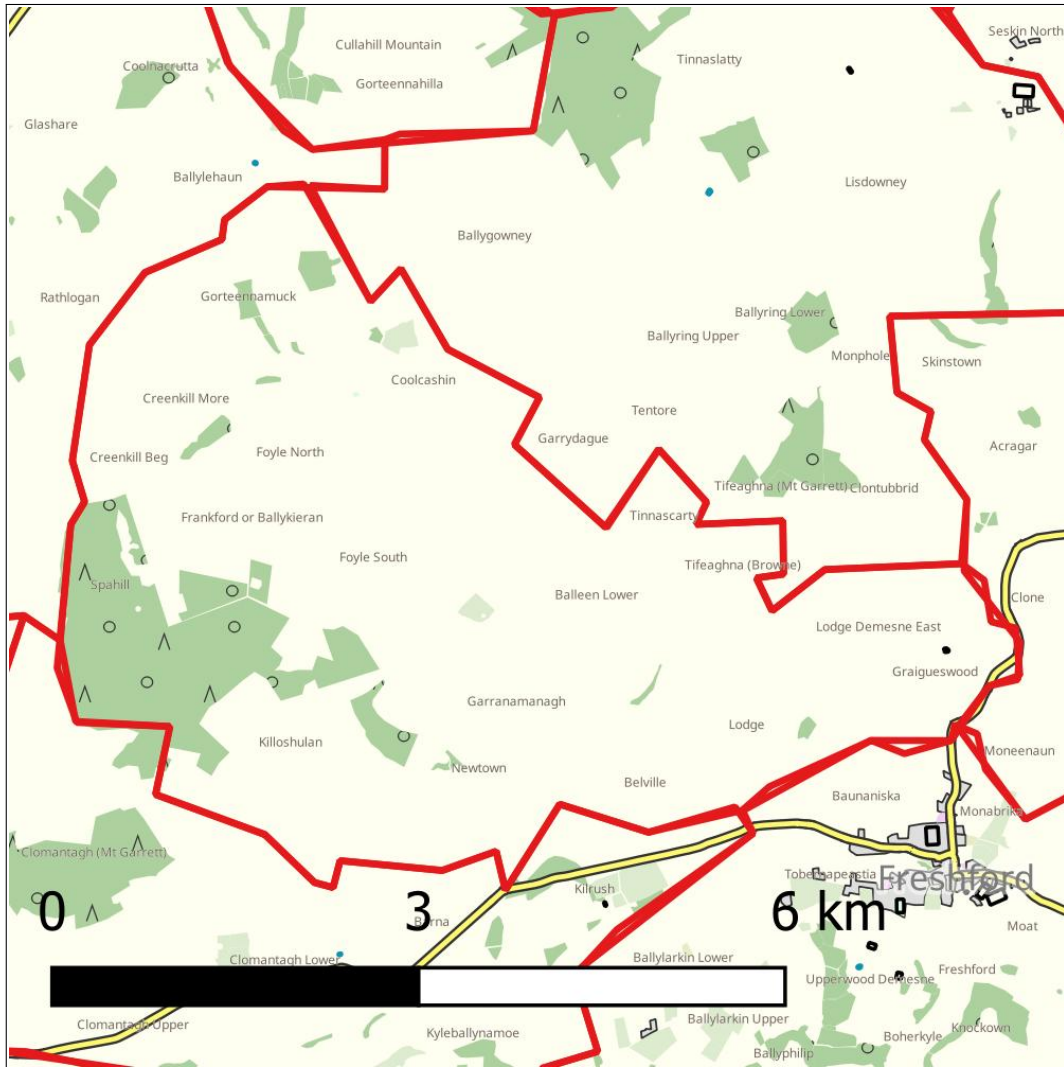 Seskin North
Cullahill Mountain
Tinnaslatty
Coolnacrutta
Gorteennahilla
Glashare
Ballylehaun
Lisdowney
Ballygowney
Rathlogan
Gorteennamuck
Ballyring Lower
Ballyring Upper
Monphole
Skinstown
Coolcashin
Creenkill More
Tentore
Garrydague
Acragar
Foyle North
Creenkill Beg
Tifeaghna (Mt Garrett)
Clontubbrid
Frankford or Ballykieran
Tinnascarty
Foyle South
Tifeaghna (Browne)
Spahill
Balleen Lower
Clone
Lodge Demesne East
Graigueswood
Garranamanagh
Lodge
Killoshulan
Moneenaun
Newtown
Belville
Baunaniska
Monabrika
Clomantagh (Mt Garrett)
Tobernapeastia
Freshford
Kilrush
0 3 6 km
Barna
Moat
Clomantagh Lower
Ballylarkin Lower
Freshford
Upperwood Demesne
Clomantagh Upper
Kyleballynamoe
Ballylarkin Upper
Knockown
Boherkyle
Ballyphilip